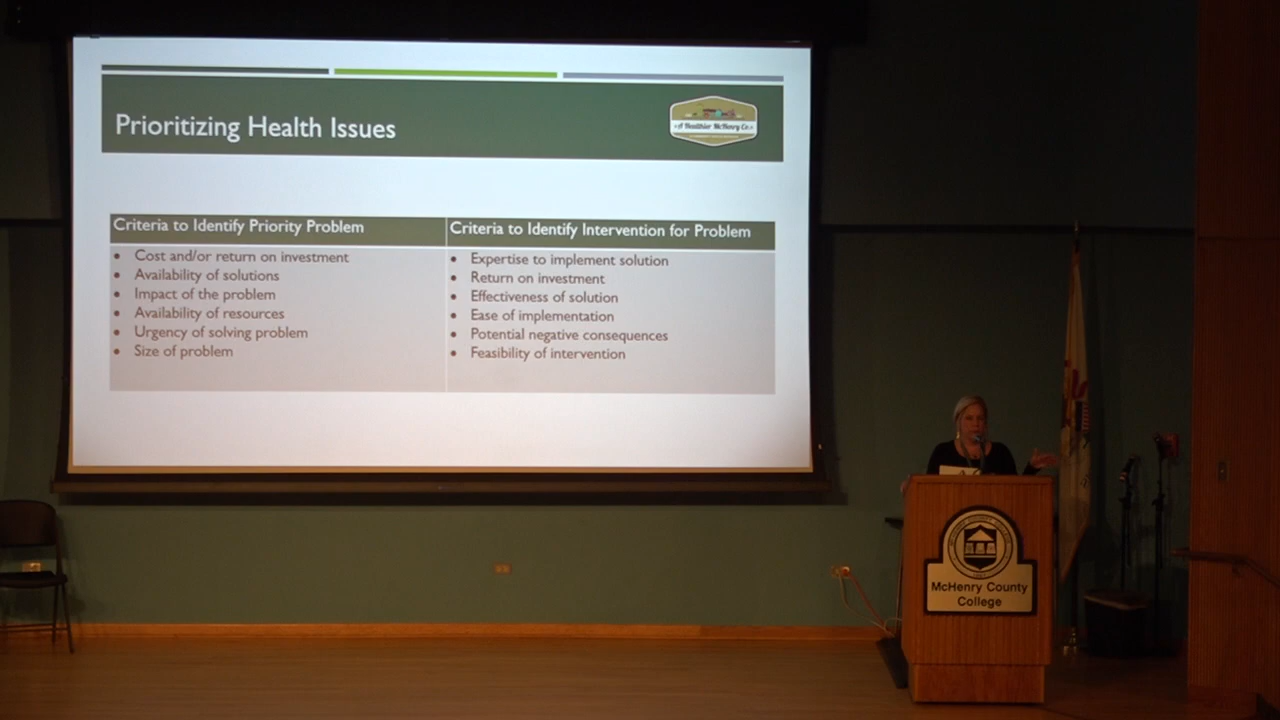 Prioritizing Health Issues
A Healthier McHenry Co.
Criteria to Identify Priority Problem
• Cost and/or return on investment
• Availability of solutions
• Impact of the problem
• Availability of resources
• Urgency of solving problem
• Size of problem
Criteria to Identify Intervention for Problem
• Expertise to implement solution
• Return on investment
• Effectiveness of solution
• Ease of implementation
• Potential negative consequences
• Feasibility of intervention
McHenry County
College